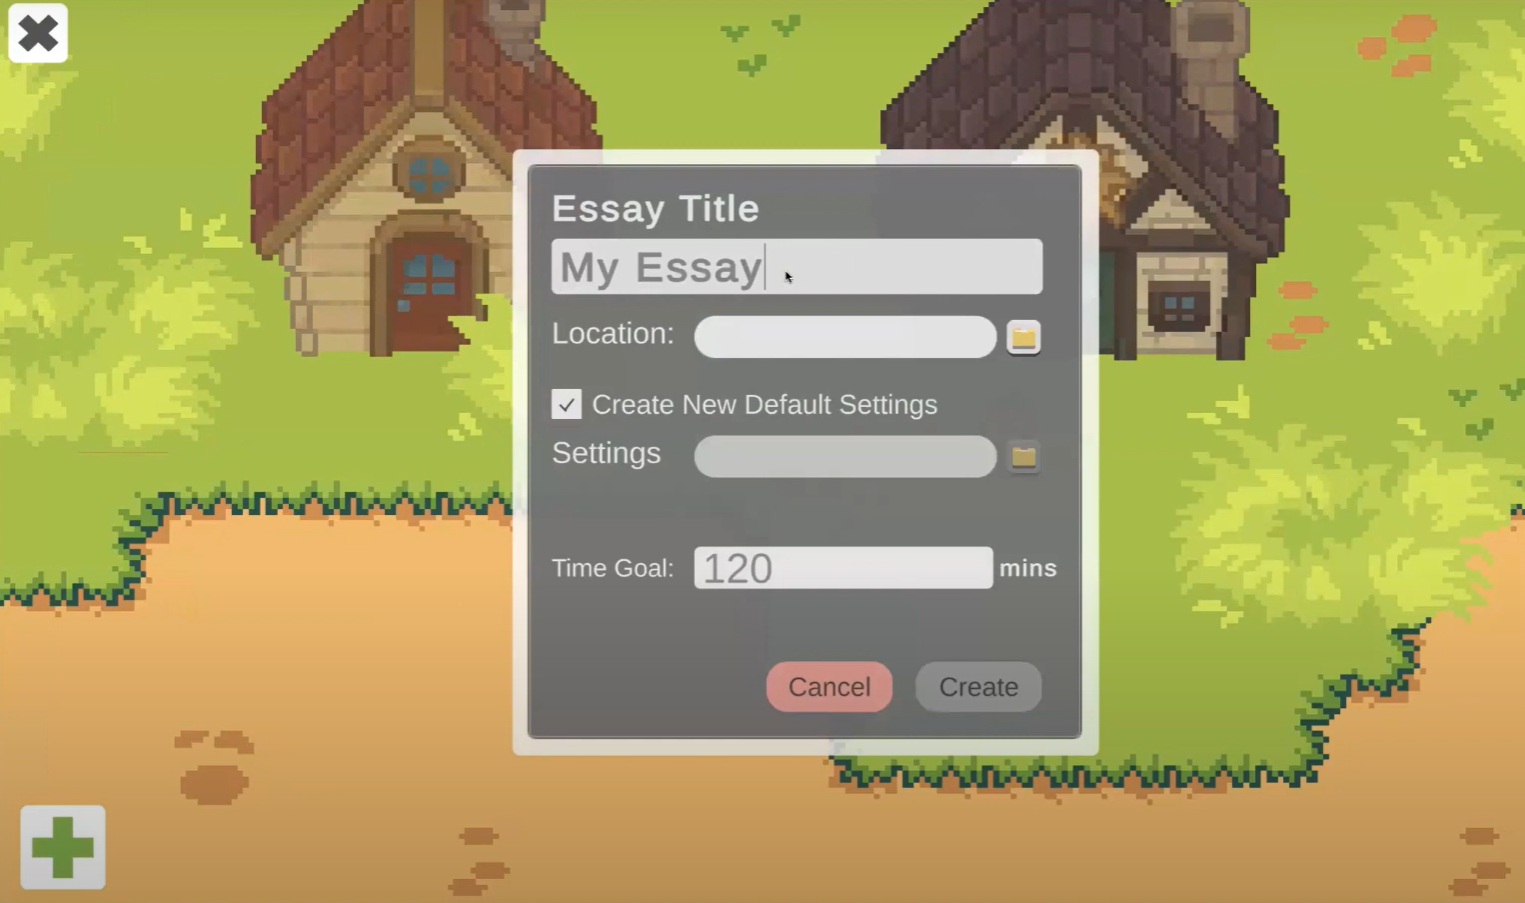 Essay Title
My Essay
Location:
Create New Default Settings
Settings
Time Goal: 120 mins
Cancel Create